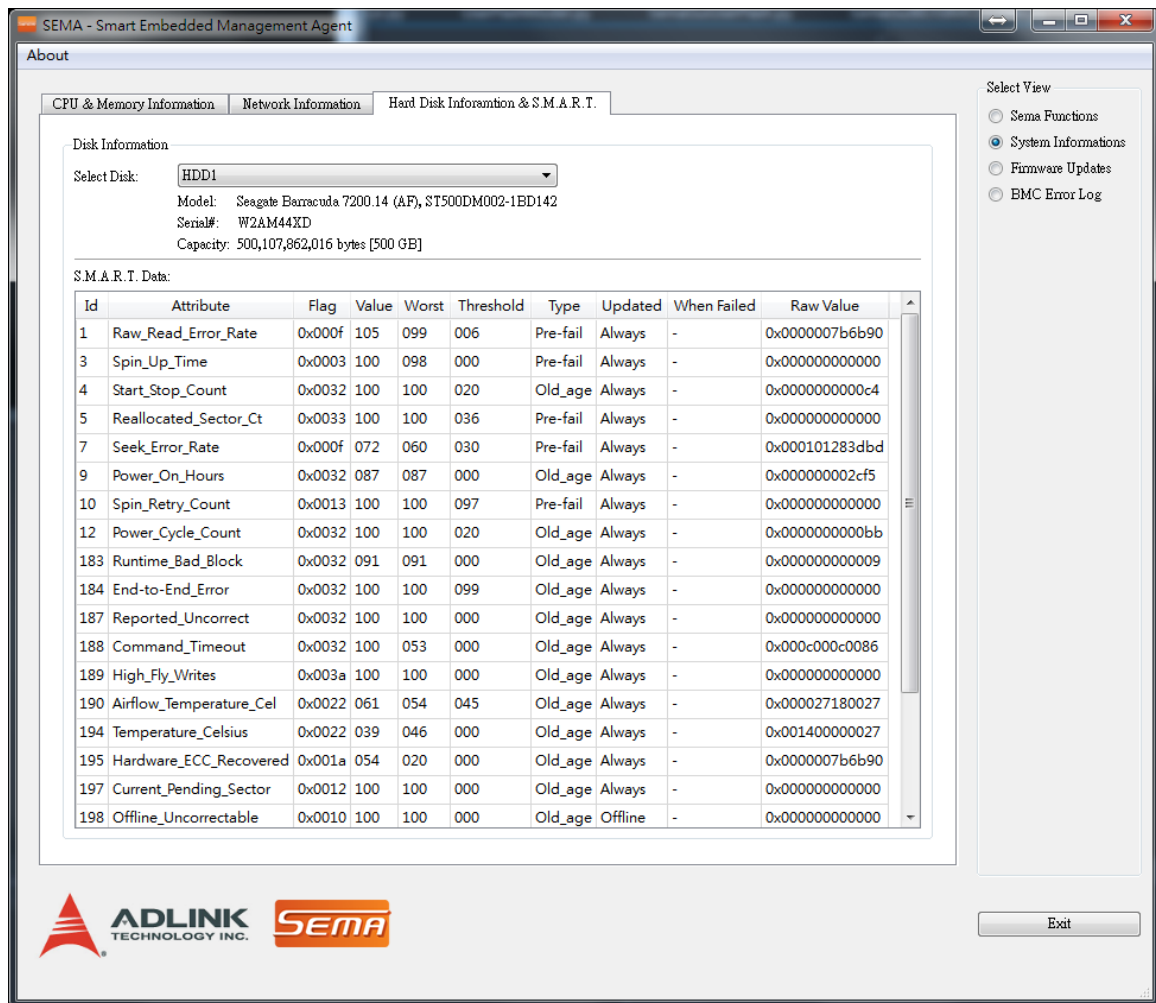 SEMA - Smart Embedded Management Agent
About
CPU & Memory Information Network Information Hard Disk Inforamtion & S.M.A.R.T.
Disk Information
Select Disk: HDD1
Model: Seagate Barracuda 7200.14 (AF), ST500DM002-1BD142
Serial#: W2AM44XD
Capacity: 500,107,862,016 bytes [500 GB]
S.M.A.R.T. Data:
Id Attribute Flag Value Worst Threshold Type Updated When Failed Raw Value
1 Raw_Read_Error_Rate 0x000f 105 099 006 Pre-fail Always - 0x0000007b6b90
3 Spin_Up_Time 0x0003 100 098 000 Pre-fail Always - 0x000000000000
4 Start_Stop_Count 0x0032 100 100 020 Old_age Always - 0x0000000000c4
5 Reallocated_Sector_Ct 0x0033 100 100 036 Pre-fail Always - 0x000000000000
7 Seek_Error_Rate 0x000f 072 060 030 Pre-fail Always - 0x000101283dbd
9 Power_On_Hours 0x0032 087 087 000 Old_age Always - 0x000000002cf5
10 Spin_Retry_Count 0x0013 100 100 097 Pre-fail Always - 0x000000000000
12 Power_Cycle_Count 0x0032 100 100 020 Old_age Always - 0x0000000000bb
183 Runtime_Bad_Block 0x0032 091 091 000 Old_age Always - 0x000000000009
184 End-to-End_Error 0x0032 100 100 099 Old_age Always - 0x000000000000
187 Reported_Uncorrect 0x0032 100 100 000 Old_age Always - 0x000000000000
188 Command_Timeout 0x0032 100 053 000 Old_age Always - 0x000c000c0086
189 High_Fly_Writes 0x003a 100 100 000 Old_age Always - 0x000000000000
190 Airflow_Temperature_Cel 0x0022 061 054 045 Old_age Always - 0x000027180027
194 Temperature_Celsius 0x0022 039 046 000 Old_age Always - 0x001400000027
195 Hardware_ECC_Recovered 0x001a 054 020 000 Old_age Always - 0x0000007b6b90
197 Current_Pending_Sector 0x0012 100 100 000 Old_age Always - 0x000000000000
198 Offline_Uncorrectable 0x0010 100 100 000 Old_age Offline - 0x000000000000
Select View
Sema Functions
System Informations
Firmware Updates
BMC Error Log
ADLINK
TECHNOLOGY INC.
SEMA
Exit